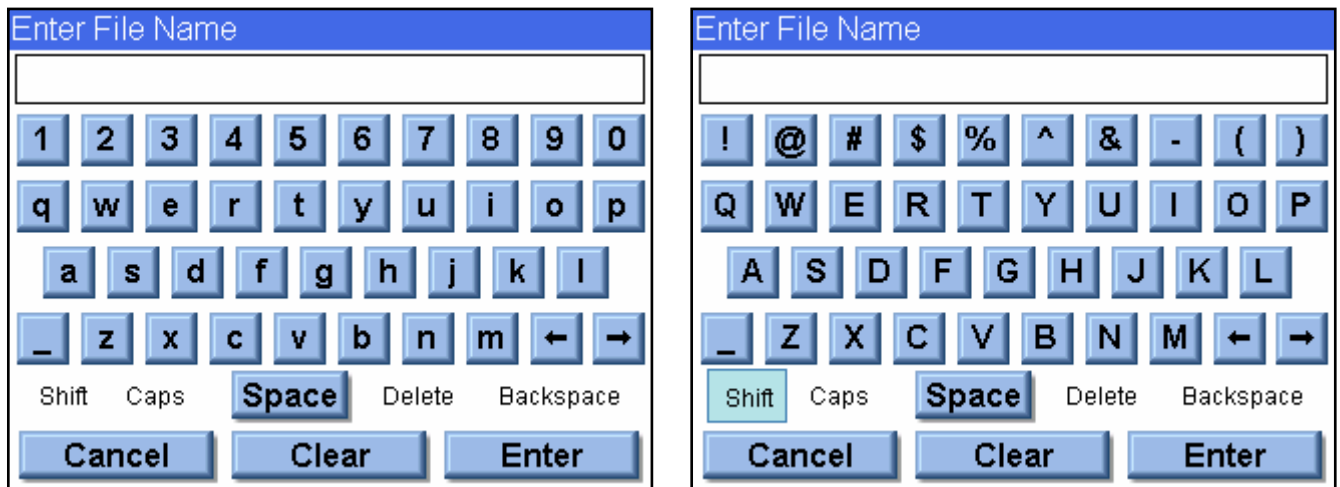 Enter File Name
1 2 3 4 5 6 7 8 9 0
q w e r t y u i o p
a s d f g h j k l
_ z x c v b n m ← →
Shift Caps Space Delete Backspace
Cancel Clear Enter
Enter File Name
! @ # $ % ^ & - ( )
Q W E R T Y U I O P
A S D F G H J K L
_ Z X C V B N M ← →
Shift Caps Space Delete Backspace
Cancel Clear Enter